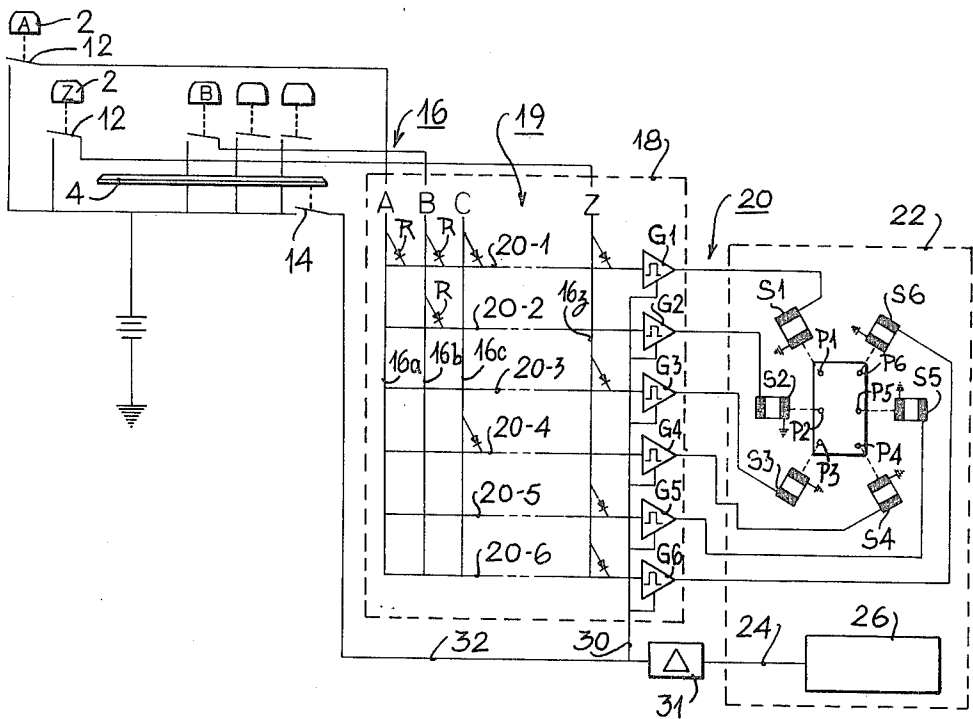 A 2
12
16
Z 2
B
12
19
18
20
22
4
A B C Z
14
R R
20-1
G1
S1
S6
R
20-2
16z
G2
P1
P6
16a 16b 16c
20-3
G3
S2
P5
S5
P2
20-4
G4
P3
P4
S3
20-5
G5
S4
20-6
G6
32
30
Δ
31
24
26